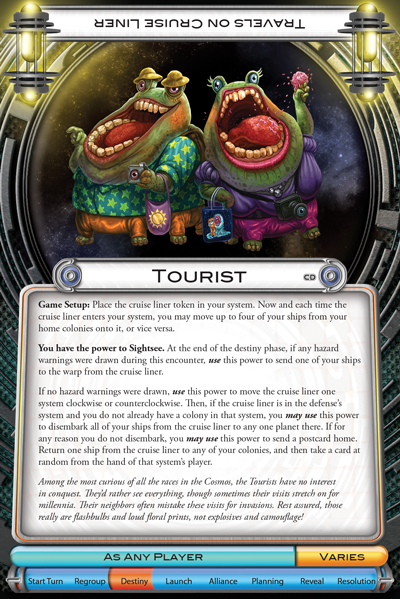 TRAVELS ON CRUISE LINER
TOURIST
CD
Game Setup: Place the cruise liner token in your system. Now and each time the
cruise liner enters your system, you may move up to four of your ships from your
home colonies onto it, or vice versa.
You have the power to Sightsee. At the end of the destiny phase, if any hazard
warnings were drawn during this encounter, use this power to send one of your ships
to the warp from the cruise liner.
If no hazard warnings were drawn, use this power to move the cruise liner one
system clockwise or counterclockwise. Then, if the cruise liner is in the defense's
system and you do not already have a colony in that system, you may use this power
to disembark all of your ships from the cruise liner to any one planet there. If for
any reason you do not disembark, you may use this power to send a postcard home.
Return one ship from the cruise liner to any of your colonies, and then take a card at
random from the hand of that system's player.
Among the most curious of all the races in the Cosmos, the Tourists have no interest
in conquest. They'd rather see everything, though sometimes their visits stretch on for
millennia. Their neighbors often mistake these visits for invasions. Rest assured, those
really are flashbulbs and loud floral prints, not explosives and camouflage!
AS ANY PLAYER VARIES
Start Turn Regroup Destiny Launch Alliance Planning Reveal Resolution